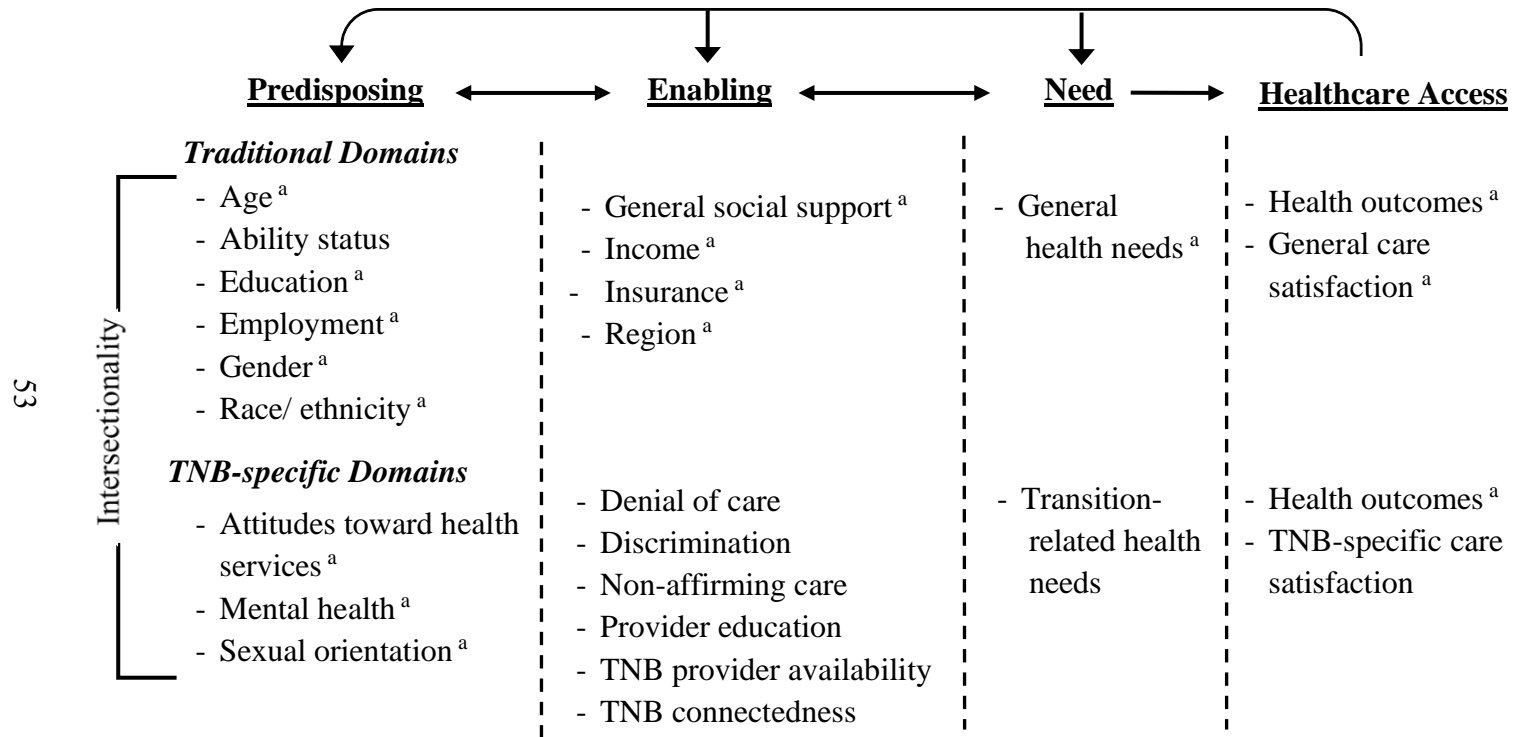 Predisposing
Enabling
Need
Healthcare Access
Traditional Domains
- Age a
- Ability status
- Education a
- Employment a
- Gender a
- Race/ ethnicity a
TNB-specific Domains
- Attitudes toward health
services a
- Mental health a
- Sexual orientation a
- General social support a
- Income a
- Insurance a
- Region a
- Denial of care
- Discrimination
- Non-affirming care
- Provider education
- TNB provider availability
- TNB connectedness
- General
health needs a
- Transition-
related health
needs
- Health outcomes a
- General care
satisfaction a
- Health outcomes a
- TNB-specific care
satisfaction
Intersectionality
53